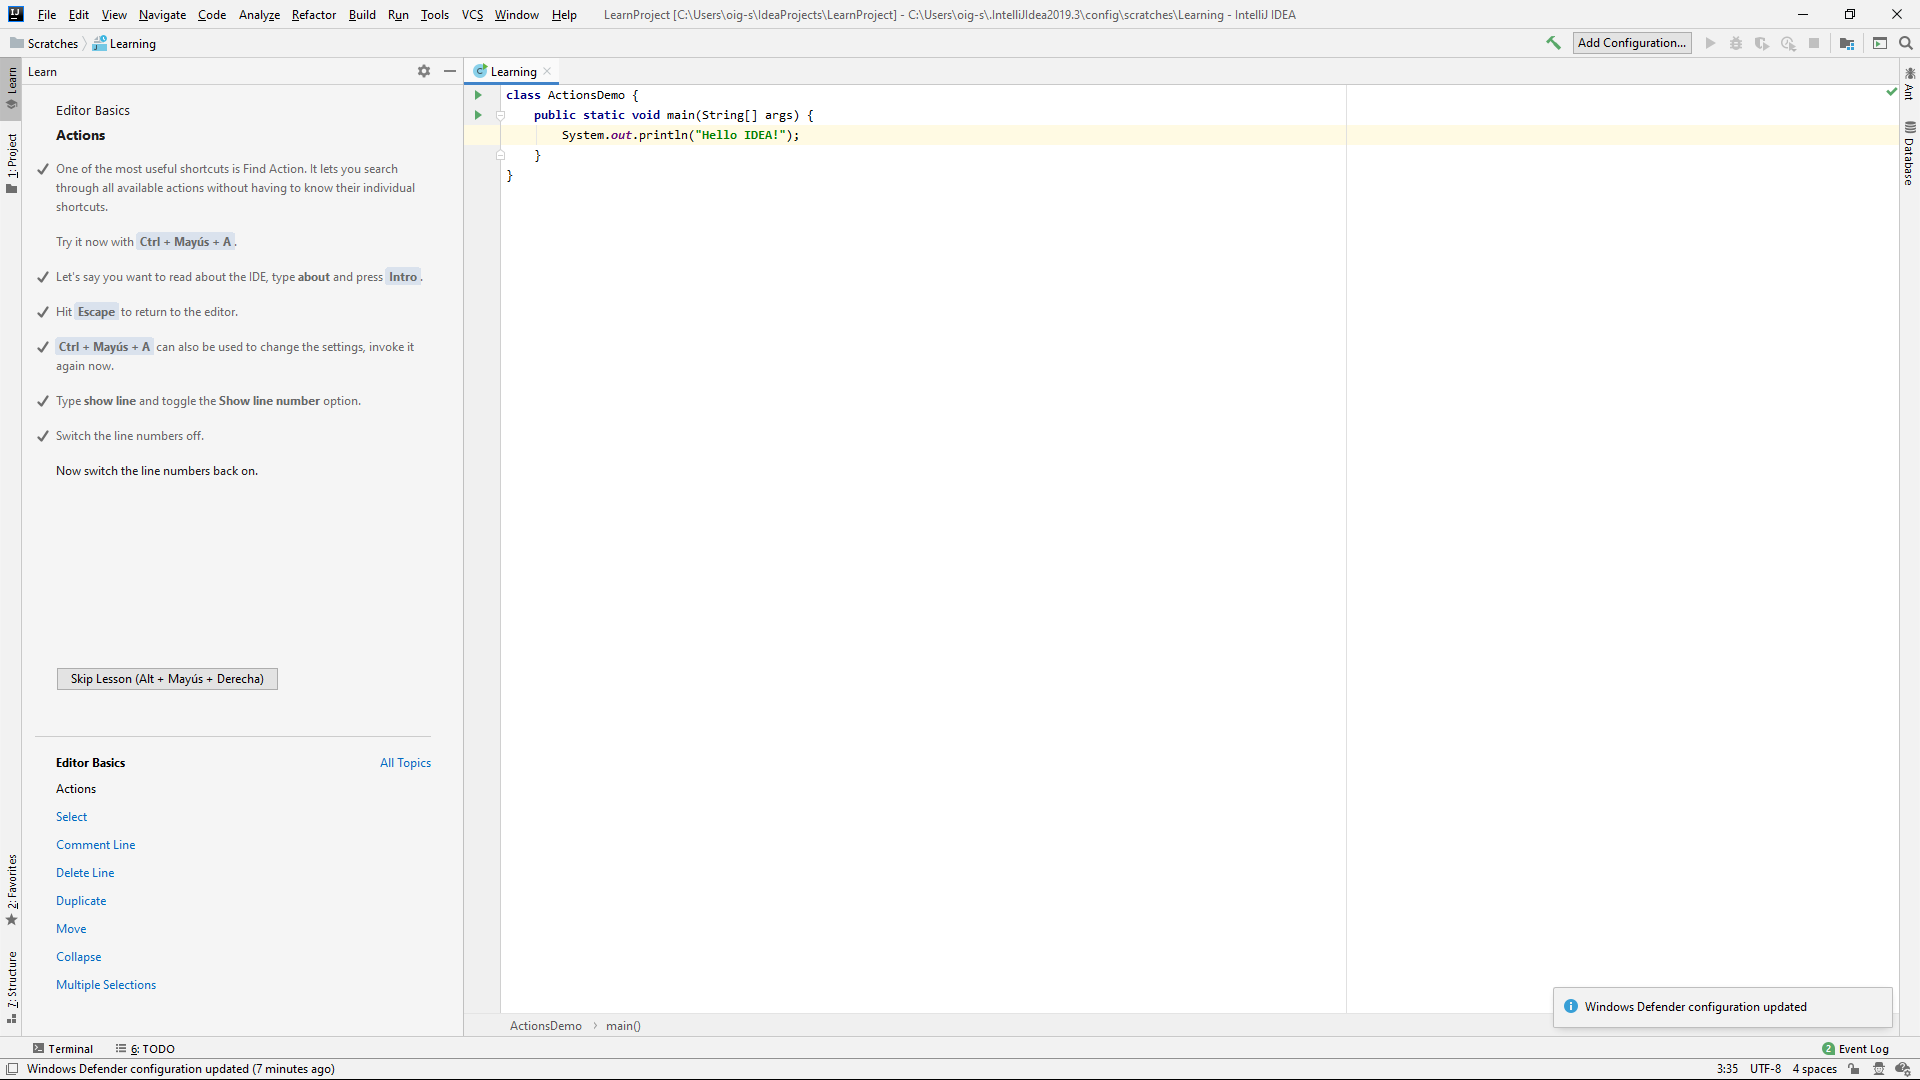 File Edit View Navigate Code Analyze Refactor Build Run Tools VCS Window Help LearnProject [C:\Users\oig-s\IdeaProjects\LearnProject] - C:\Users\oig-s\.IntelliJIdea2019.3\config\scratches\Learning - IntelliJ IDEA
Scratches Learning Add Configuration...
Learn
Learn
Learning
1: Project
2: Favorites
7: Structure
Ant
Database
Editor Basics
Actions
One of the most useful shortcuts is Find Action. It lets you search
through all available actions without having to know their individual
shortcuts.
Try it now with Ctrl + Mayús + A.
Let's say you want to read about the IDE, type about and press Intro.
Hit Escape to return to the editor.
Ctrl + Mayús + A can also be used to change the settings, invoke it
again now.
Type show line and toggle the Show line number option.
Switch the line numbers off.
Now switch the line numbers back on.
Skip Lesson (Alt + Mayús + Derecha)
Editor Basics All Topics
Actions
Select
Comment Line
Delete Line
Duplicate
Move
Collapse
Multiple Selections
class ActionsDemo {
public static void main(String[] args) {
System.out.println("Hello IDEA!");
}
}
ActionsDemo main()
Windows Defender configuration updated
Terminal 6: TODO 2 Event Log
Windows Defender configuration updated (7 minutes ago) 3:35 UTF-8 4 spaces